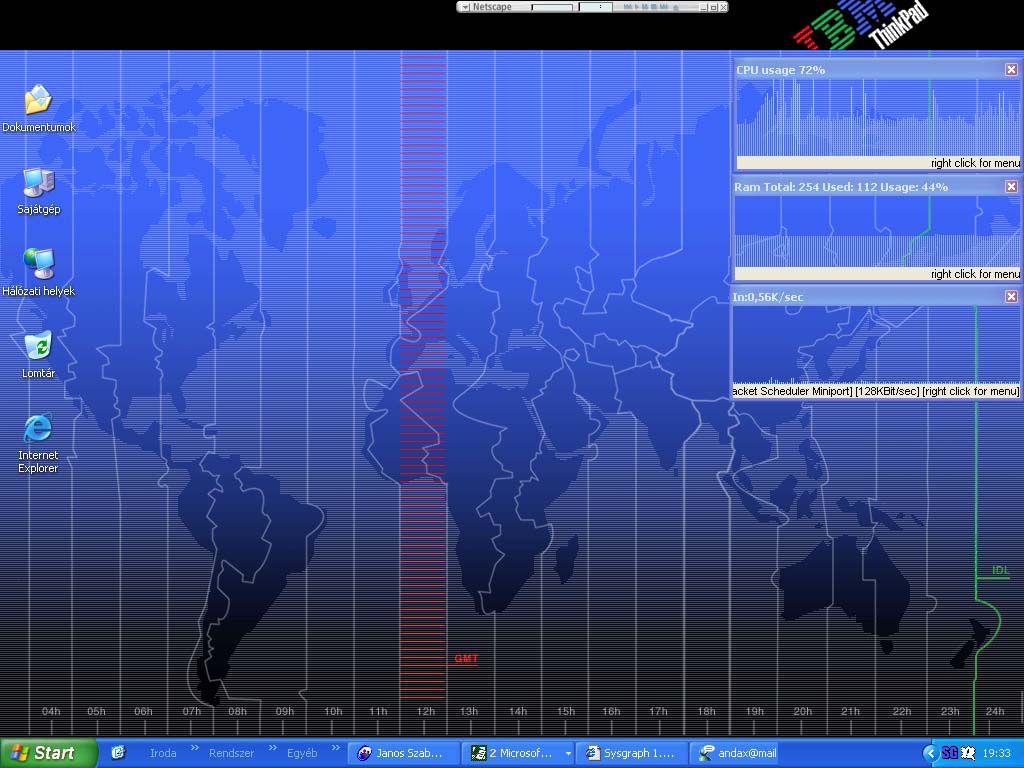 Netscape
IBM
ThinkPad
CPU usage 72%
right click for menu
Ram Total: 254 Used: 112 Usage: 44%
right click for menu
In:0,56K/sec
acket Scheduler Miniport] [128KBit/sec] [right click for menu]
Dokumentumok
Sajátgép
Hálózati helyek
Lomtár
Internet
Explorer
IDL
GMT
04h 05h 06h 07h 08h 09h 10h 11h 12h 13h 14h 15h 16h 17h 18h 19h 20h 21h 22h 23h 24h
Start Iroda » Rendszer » Egyéb » Janos Szab... 2 Microsof... Sysgraph 1.... andax@mail SG 19:33